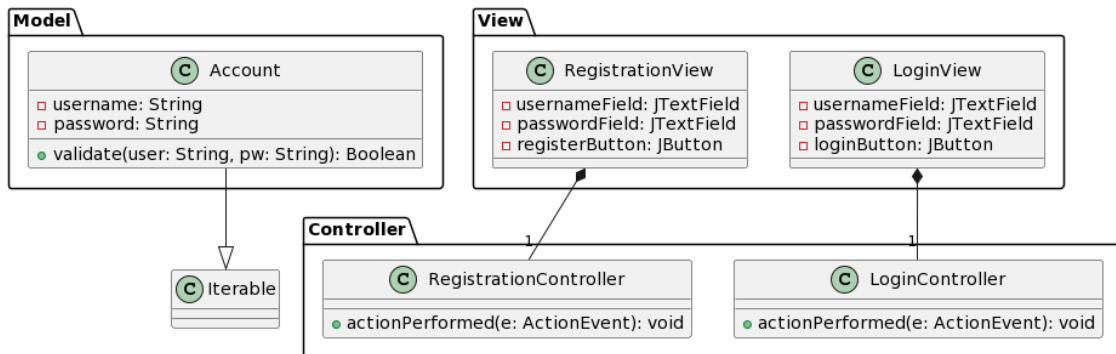 Model
C Account
username: String
password: String
validate(user: String, pw: String): Boolean
View
C RegistrationView
usernameField: JTextField
passwordField: JTextField
registerButton: JButton
C LoginView
usernameField: JTextField
passwordField: JTextField
loginButton: JButton
C Iterable
Controller
1
1
C RegistrationController
actionPerformed(e: ActionEvent): void
C LoginController
actionPerformed(e: ActionEvent): void